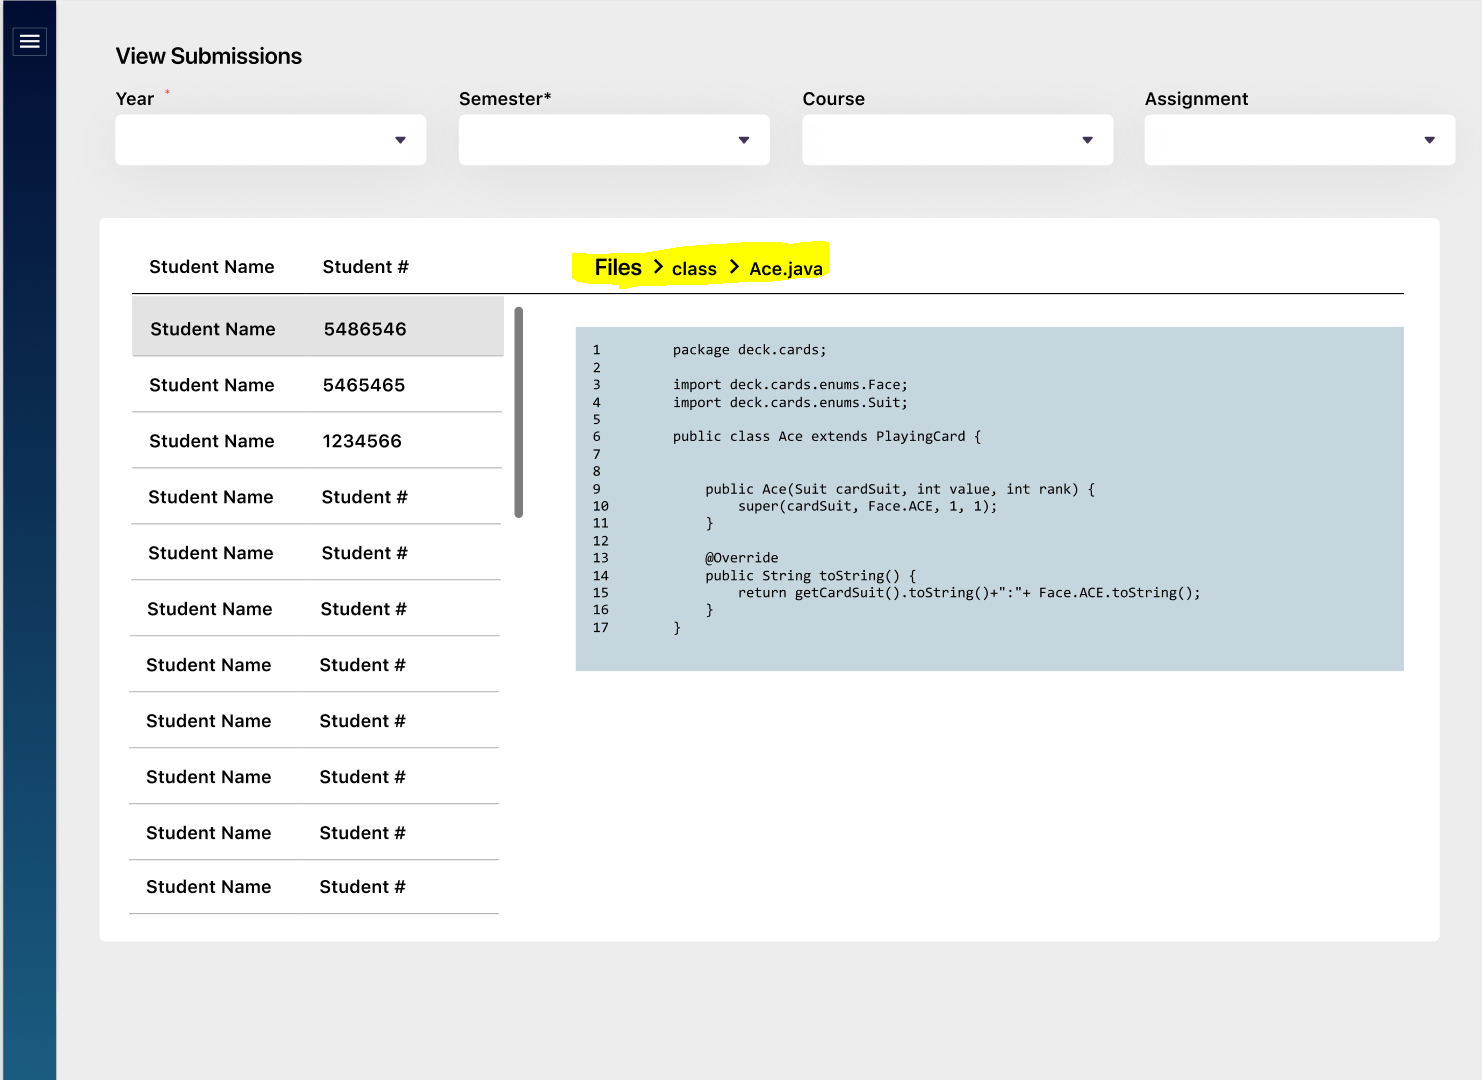 View Submissions
Year *
Semester*
Course
Assignment
Student Name Student #
Student Name 5486546
Student Name 5465465
Student Name 1234566
Student Name Student #
Student Name Student #
Student Name Student #
Student Name Student #
Student Name Student #
Student Name Student #
Student Name Student #
Student Name Student #
Files > class > Ace.java
1 package deck.cards;
2
3 import deck.cards.enums.Face;
4 import deck.cards.enums.Suit;
5
6 public class Ace extends PlayingCard {
7
8
9     public Ace(Suit cardSuit, int value, int rank) {
10         super(cardSuit, Face.ACE, 1, 1);
11     }
12
13     @Override
14     public String toString() {
15         return getCardSuit().toString()+":"+ Face.ACE.toString();
16     }
17 }